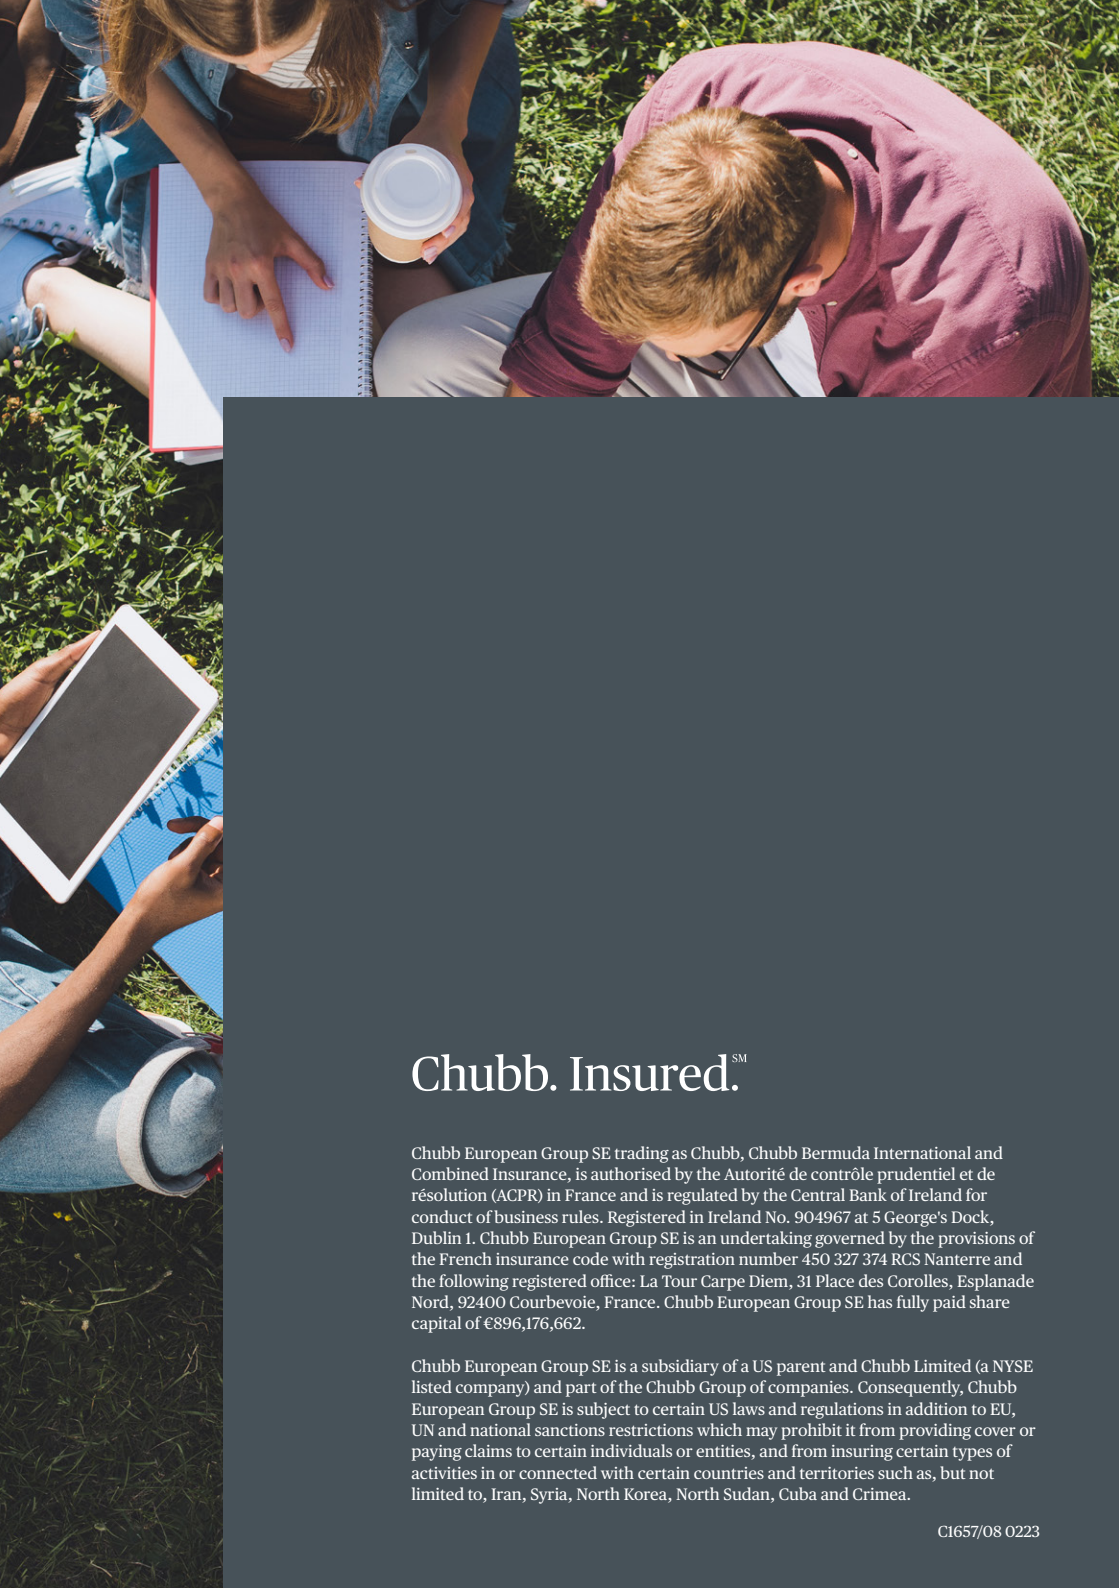 Chubb. Insured.℠
Chubb European Group SE trading as Chubb, Chubb Bermuda International and
Combined Insurance, is authorised by the Autorité de contrôle prudentiel et de
résolution (ACPR) in France and is regulated by the Central Bank of Ireland for
conduct of business rules. Registered in Ireland No. 904967 at 5 George's Dock,
Dublin 1. Chubb European Group SE is an undertaking governed by the provisions of
the French insurance code with registration number 450 327 374 RCS Nanterre and
the following registered office: La Tour Carpe Diem, 31 Place des Corolles, Esplanade
Nord, 92400 Courbevoie, France. Chubb European Group SE has fully paid share
capital of €896,176,662.
Chubb European Group SE is a subsidiary of a US parent and Chubb Limited (a NYSE
listed company) and part of the Chubb Group of companies. Consequently, Chubb
European Group SE is subject to certain US laws and regulations in addition to EU,
UN and national sanctions restrictions which may prohibit it from providing cover or
paying claims to certain individuals or entities, and from insuring certain types of
activities in or connected with certain countries and territories such as, but not
limited to, Iran, Syria, North Korea, North Sudan, Cuba and Crimea.
C1657/08 0223